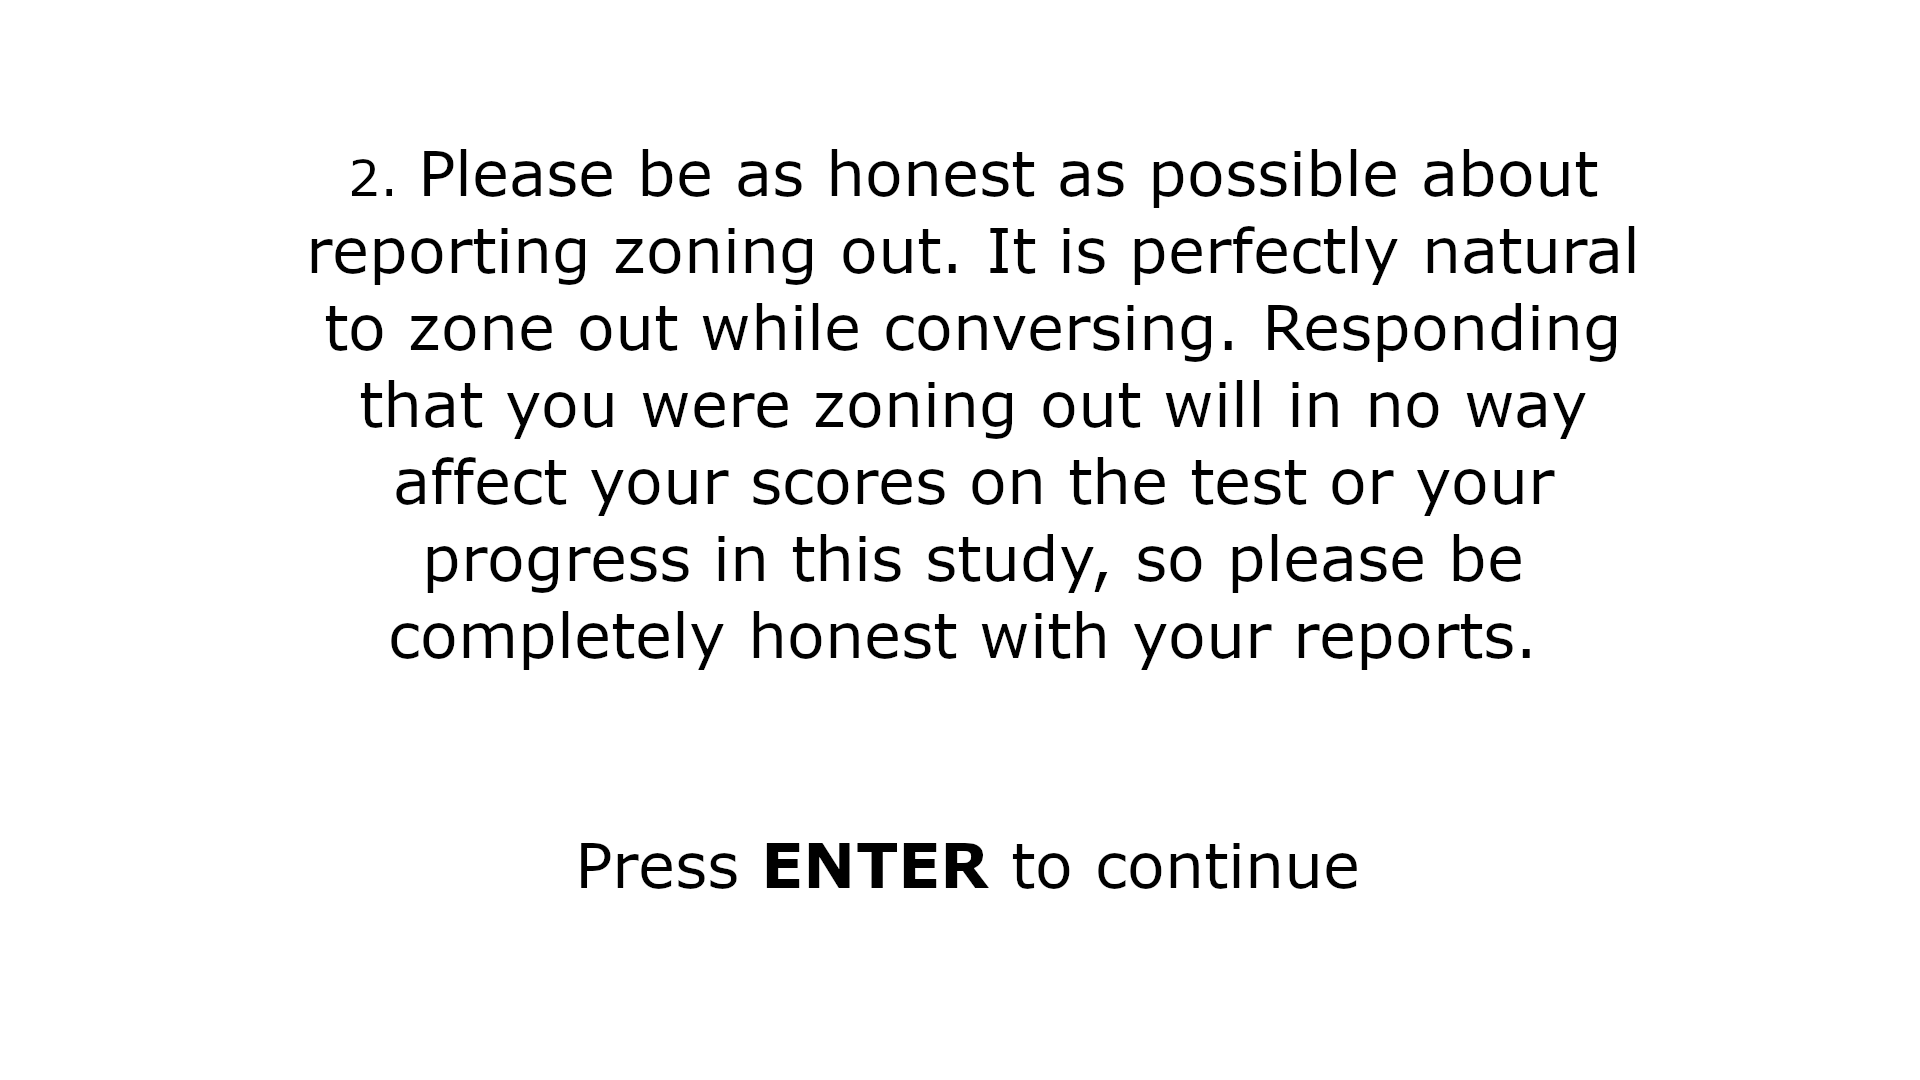 2. Please be as honest as possible about
reporting zoning out. It is perfectly natural
to zone out while conversing. Responding
that you were zoning out will in no way
affect your scores on the test or your
progress in this study, so please be
completely honest with your reports.
Press ENTER to continue